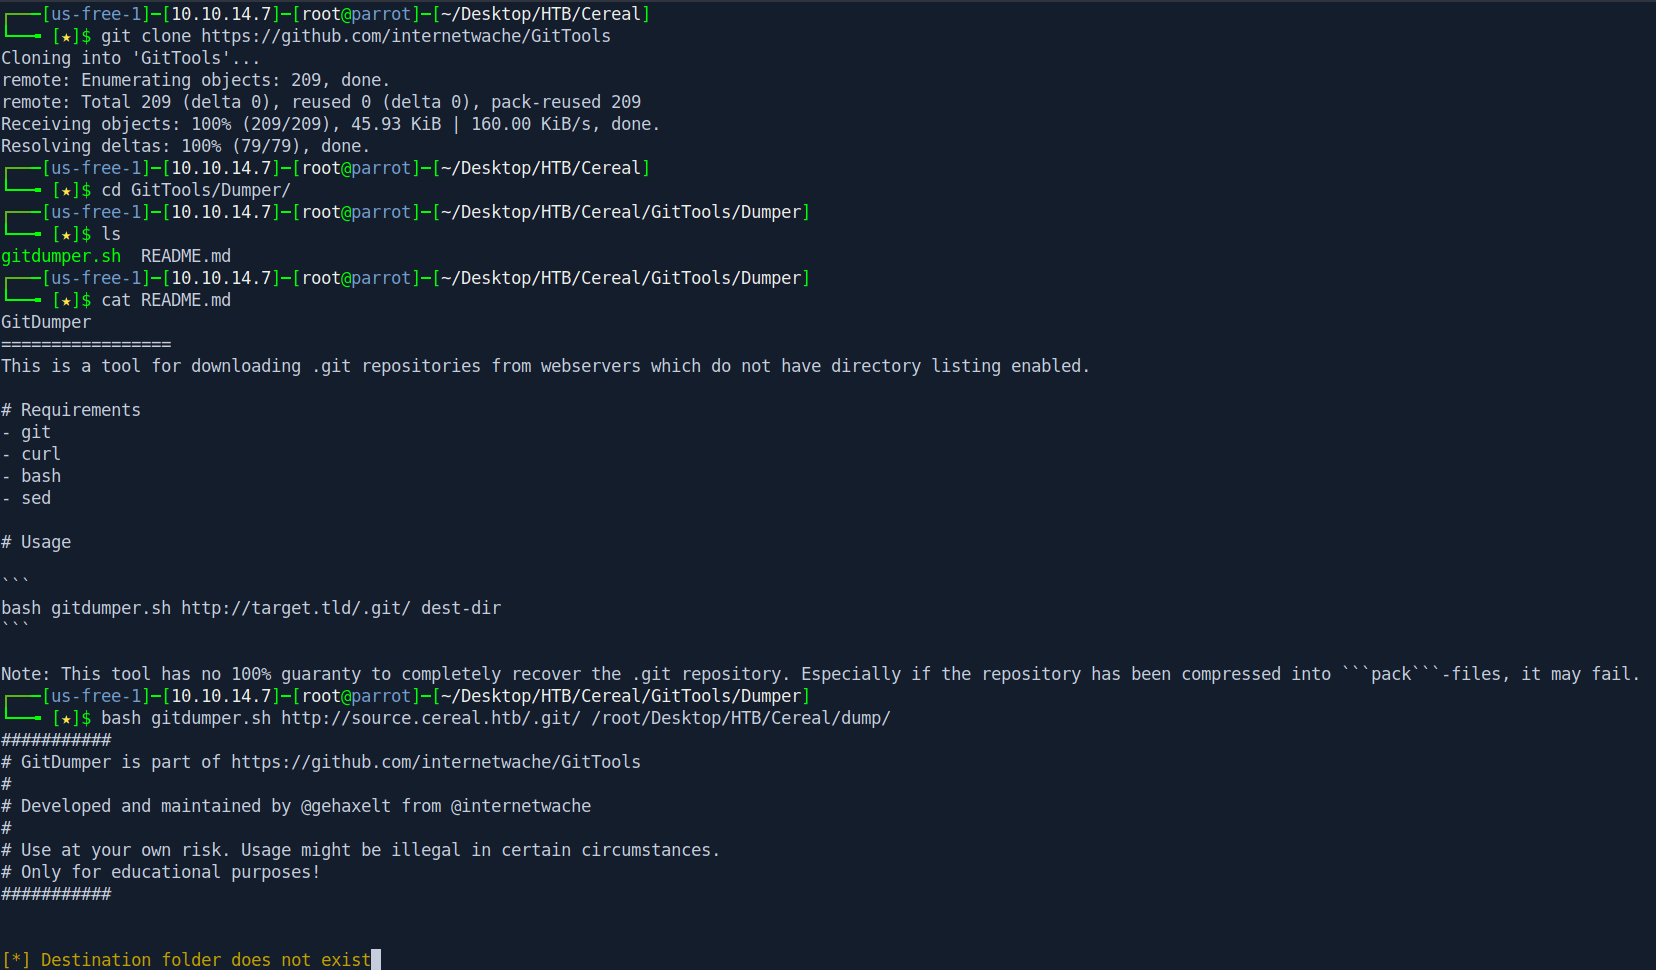 ┌──[us-free-1]─[10.10.14.7]─[root@parrot]─[~/Desktop/HTB/Cereal]
└──╼ [★]$ git clone https://github.com/internetwache/GitTools
Cloning into 'GitTools'...
remote: Enumerating objects: 209, done.
remote: Total 209 (delta 0), reused 0 (delta 0), pack-reused 209
Receiving objects: 100% (209/209), 45.93 KiB | 160.00 KiB/s, done.
Resolving deltas: 100% (79/79), done.
┌──[us-free-1]─[10.10.14.7]─[root@parrot]─[~/Desktop/HTB/Cereal]
└──╼ [★]$ cd GitTools/Dumper/
┌──[us-free-1]─[10.10.14.7]─[root@parrot]─[~/Desktop/HTB/Cereal/GitTools/Dumper]
└──╼ [★]$ ls
gitdumper.sh  README.md
┌──[us-free-1]─[10.10.14.7]─[root@parrot]─[~/Desktop/HTB/Cereal/GitTools/Dumper]
└──╼ [★]$ cat README.md
GitDumper
=================
This is a tool for downloading .git repositories from webservers which do not have directory listing enabled.

# Requirements
- git
- curl
- bash
- sed

# Usage

```
bash gitdumper.sh http://target.tld/.git/ dest-dir
```

Note: This tool has no 100% guaranty to completely recover the .git repository. Especially if the repository has been compressed into ```pack```-files, it may fail.
┌──[us-free-1]─[10.10.14.7]─[root@parrot]─[~/Desktop/HTB/Cereal/GitTools/Dumper]
└──╼ [★]$ bash gitdumper.sh http://source.cereal.htb/.git/ /root/Desktop/HTB/Cereal/dump/
###########
# GitDumper is part of https://github.com/internetwache/GitTools
#
# Developed and maintained by @gehaxelt from @internetwache
#
# Use at your own risk. Usage might be illegal in certain circumstances.
# Only for educational purposes!
###########


[*] Destination folder does not exist